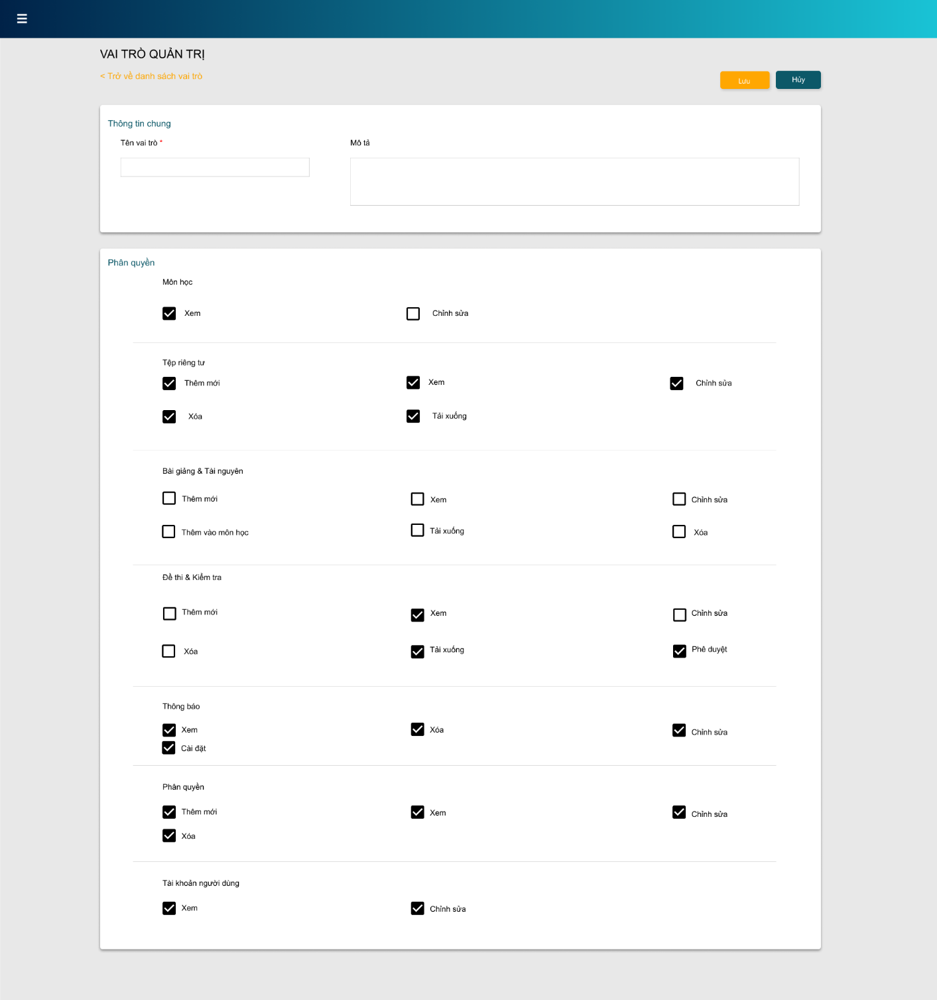 VAI TRÒ QUẢN TRỊ
< Trở về danh sách vai trò
Lưu
Hủy
Thông tin chung
Tên vai trò *
Mô tả
Phân quyền
Môn học
Xem
Chỉnh sửa
Tệp riêng tư
Thêm mới
Xem
Chỉnh sửa
Xóa
Tải xuống
Bài giảng & Tài nguyên
Thêm mới
Xem
Chỉnh sửa
Thêm vào môn học
Tải xuống
Xóa
Đề thi & Kiểm tra
Thêm mới
Xem
Chỉnh sửa
Xóa
Tải xuống
Phê duyệt
Thông báo
Xem
Xóa
Chỉnh sửa
Cài đặt
Phân quyền
Thêm mới
Xem
Chỉnh sửa
Xóa
Tài khoản người dùng
Xem
Chỉnh sửa